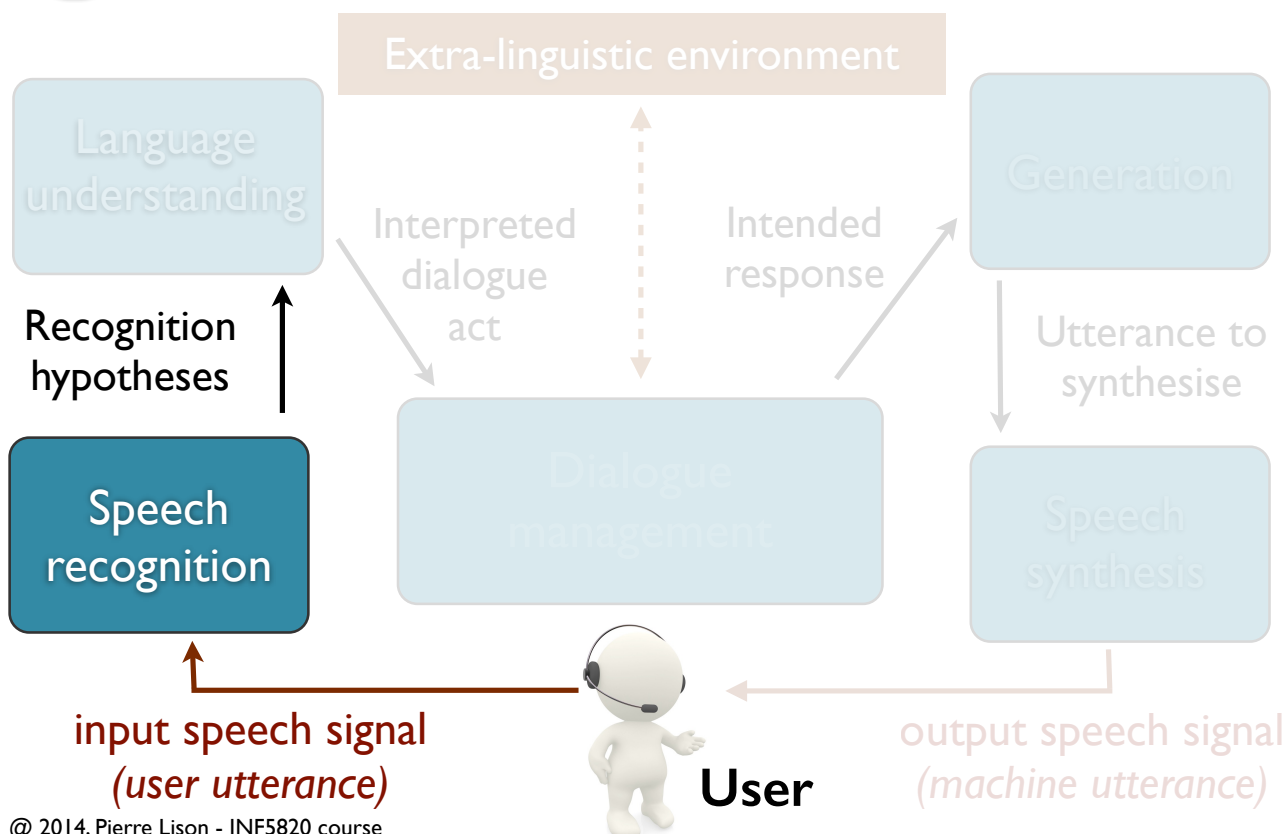 Extra-linguistic environment
Language
understanding
Generation
Interpreted
dialogue
act
Intended
response
Recognition
hypotheses
Utterance to
synthesise
Speech
recognition
Dialogue
management
Speech
synthesis
input speech signal
(user utterance)
User
output speech signal
(machine utterance)
@ 2014, Pierre Lison - INF5820 course